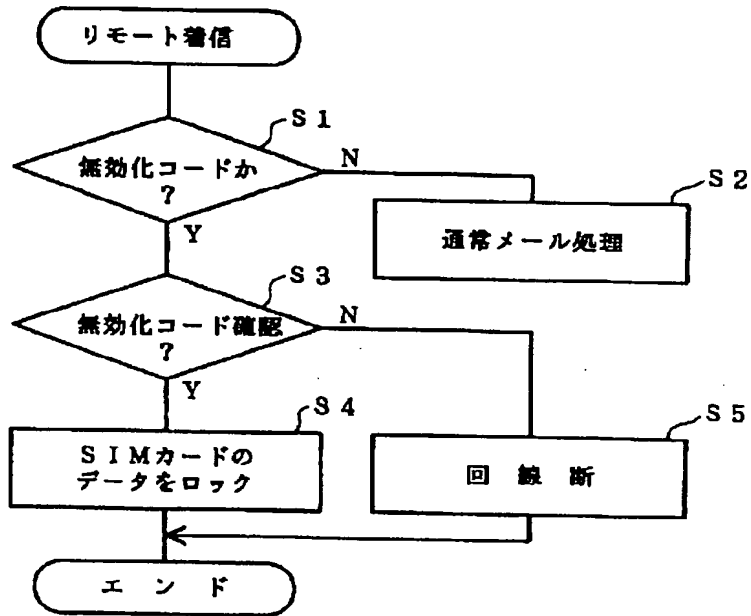 リモート着信
S1
無効化コードか
?
N
S2
Y
通常メール処理
S3
無効化コード確認
?
N
Y
S4
S5
SIMカードの
データをロック
回線断
エンド